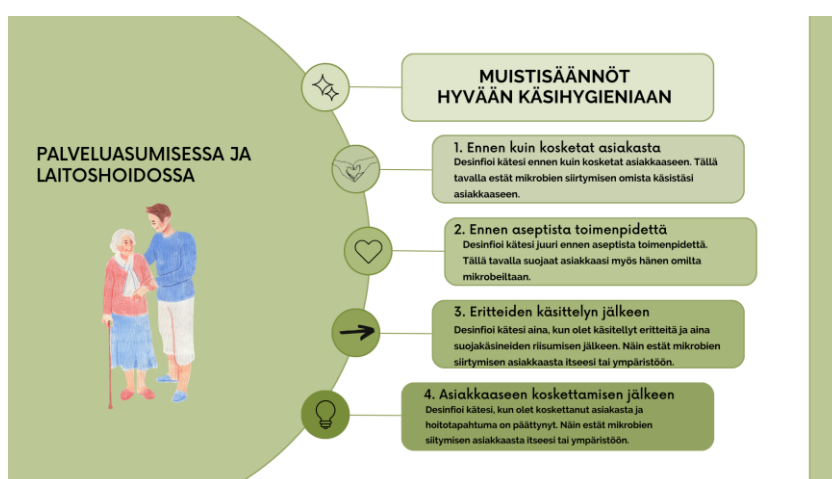 MUISTISÄÄNNÖT
HYVÄÄN KÄSIHYGIENIAAN
PALVELUASUMISESSA JA
LAITOSHOIDOSSA
1. Ennen kuin kosketat asiakasta
Desinfioi kätesi ennen kuin kosketat asiakkaaseen. Tällä
tavalla estät mikrobien siirtymisen omista käsistäsi
asiakkaaseen.
2. Ennen aseptista toimenpidettä
Desinfioi kätesi juuri ennen aseptista toimenpidettä.
Tällä tavalla suojaat asiakkaasi myös hänen omilta
mikrobeiltaan.
3. Eritteiden käsittelyn jälkeen
Desinfioi kätesi aina, kun olet käsitellyt eritteitä ja aina
suojakäsineiden riisumisen jälkeen. Näin estät mikrobien
siirtymisen asiakkaasta itseesi tai ympäristöön.
4. Asiakkaaseen koskettamisen jälkeen
Desinfioi kätesi, kun olet koskettanut asiakasta ja
hoitotapahtuma on päättynyt. Näin estät mikrobien
siitymisen asiakkaasta itseesi tai ympäristöön.